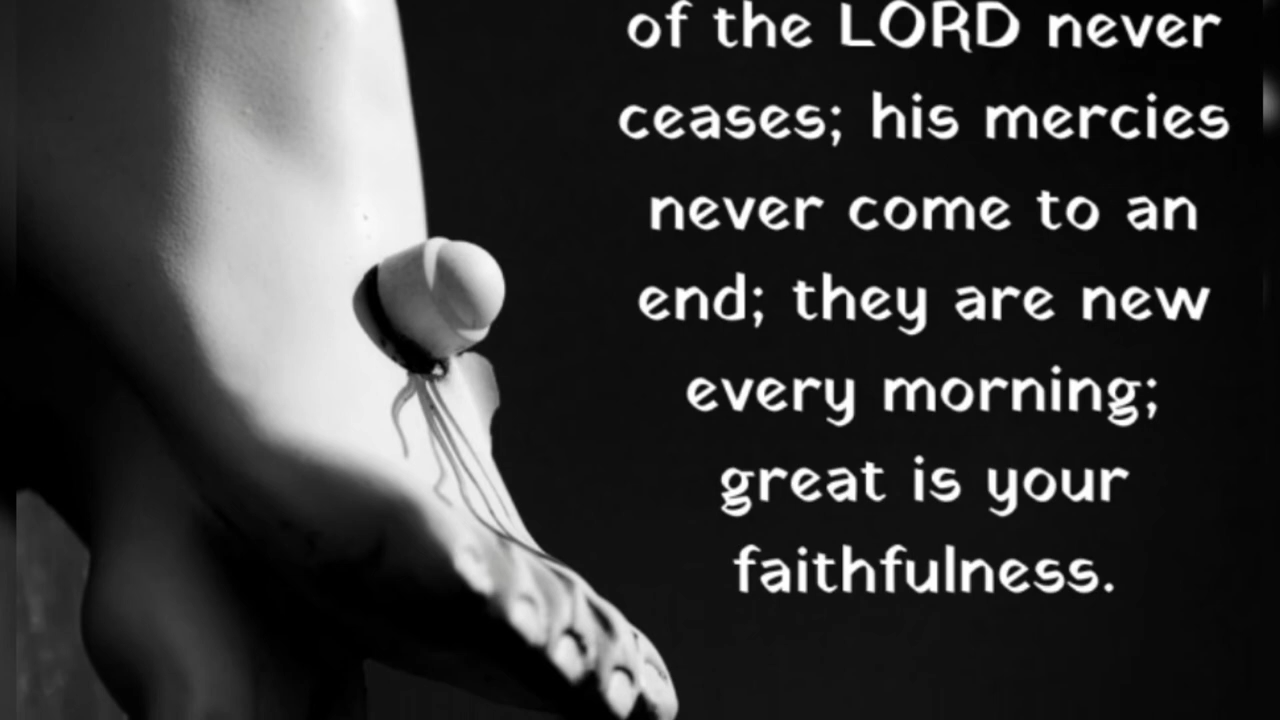 of the LORD never
ceases; his mercies
never come to an
end; they are new
every morning;
great is your
faithfulness.